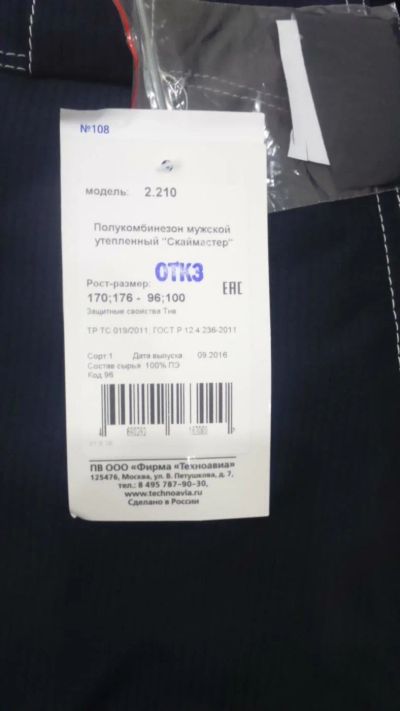 №108
модель: 2.210
Полукомбинезон мужской
утепленный "Скаймастер"
ОТК3
Рост-размер:
170;176 - 96;100
ЕАС
Защитные свойства Тнв
ТР ТС 019/2011, ГОСТ Р 12.4.236-2011
Сорт:1 Дата выпуска 09.2016
Состав сырья 100% ПЭ
Код 96
ПВ ООО «Фирма «Техноавиа»
125476, Москва, ул. В. Петушкова, д. 7,
тел.: 8 495 787-90-30,
www.technoavia.ru
Сделано в России